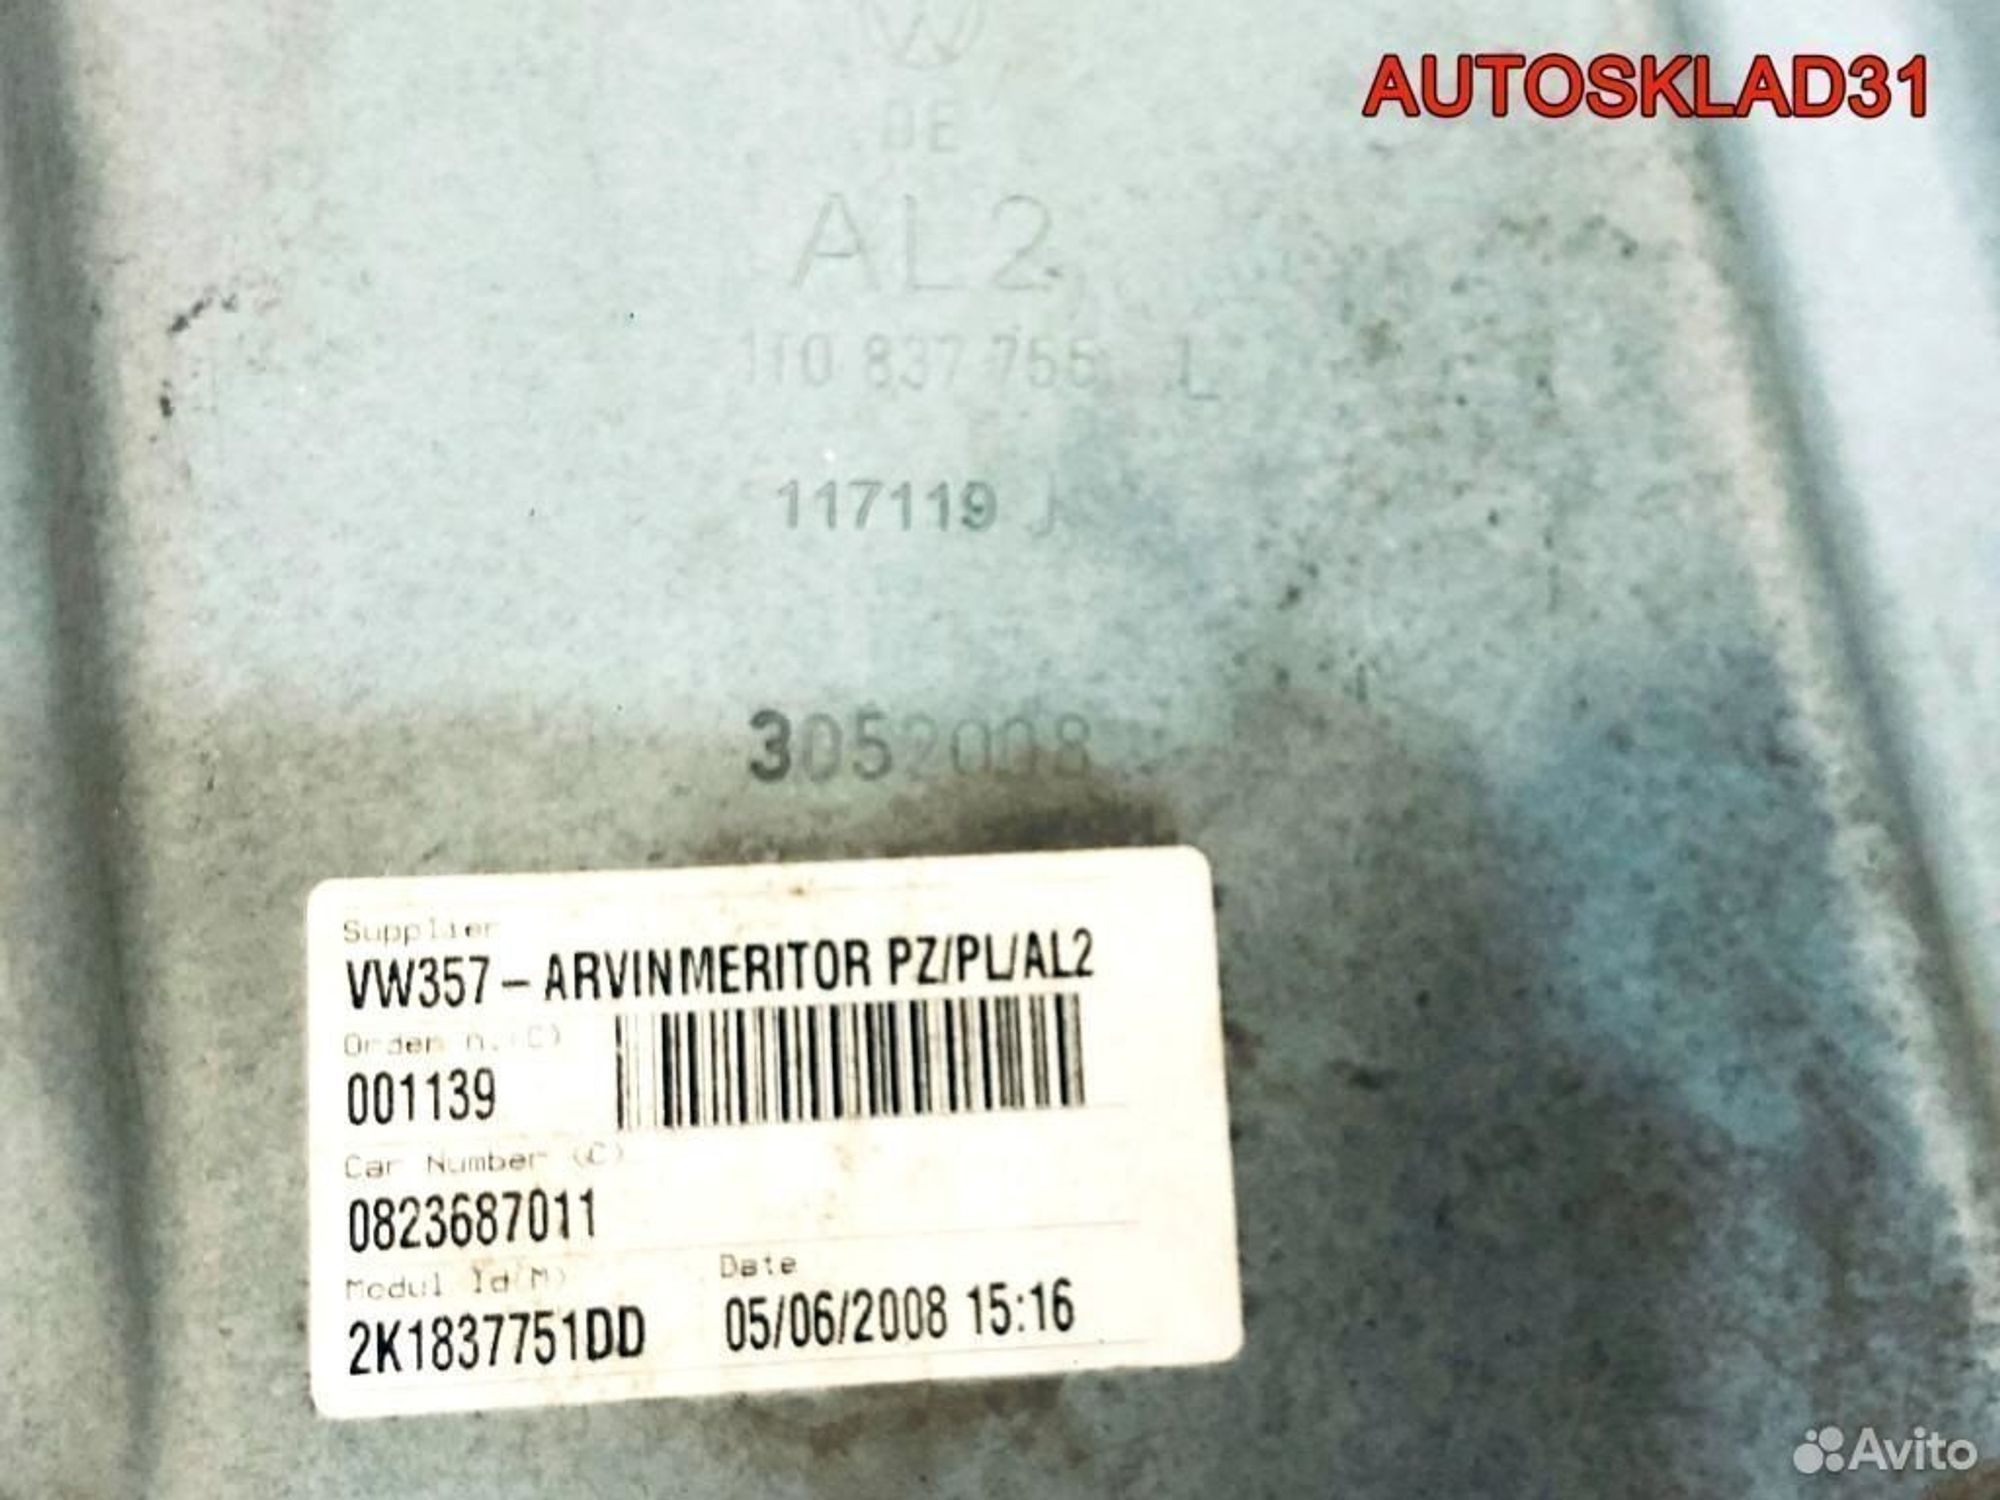 AUTOSKLAD31
DE
AL2
1T0 837 755 L
117119 J
3052008
Supplier
VW357-ARVINMERITOR PZ/PL/AL2
Order n.(C)
001139
Car Number (C)
0823687011
Modul Id(M) Date
2K1837751DD 05/06/2008 15:16
Avito